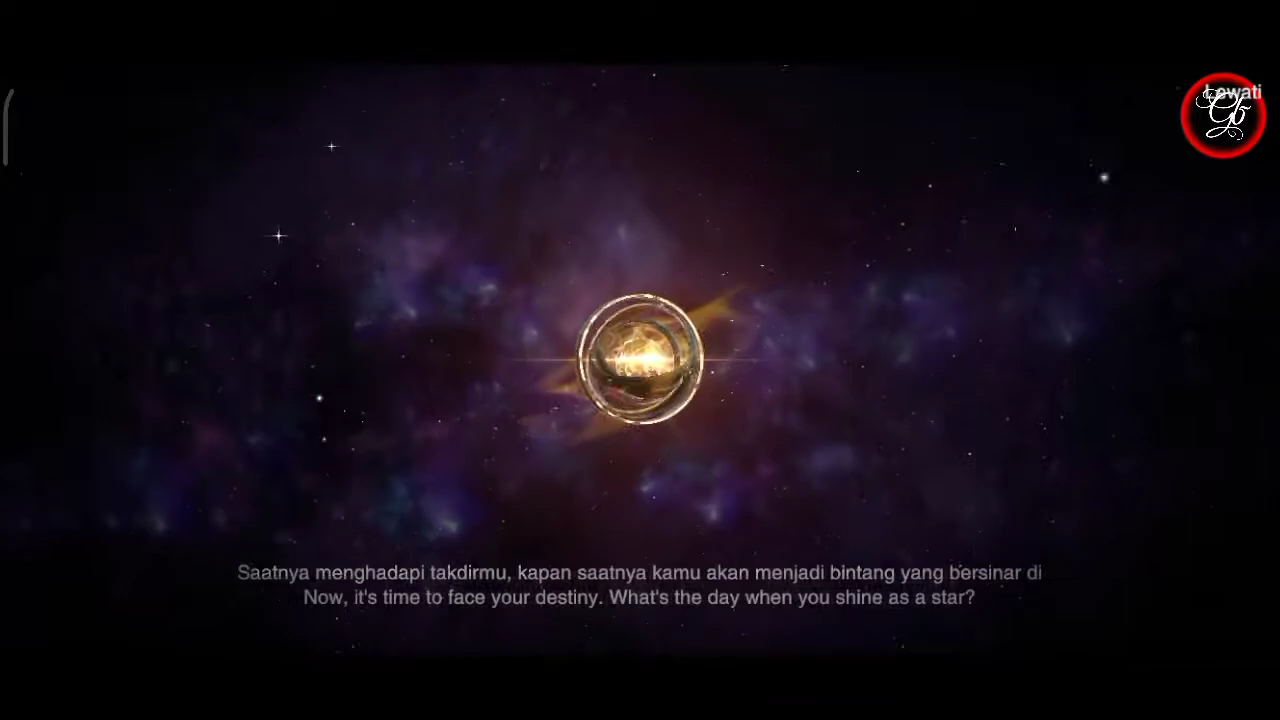 Lewati
Saatnya menghadapi takdirmu, kapan saatnya kamu akan menjadi bintang yang bersinar di
Now, it's time to face your destiny. What's the day when you shine as a star?